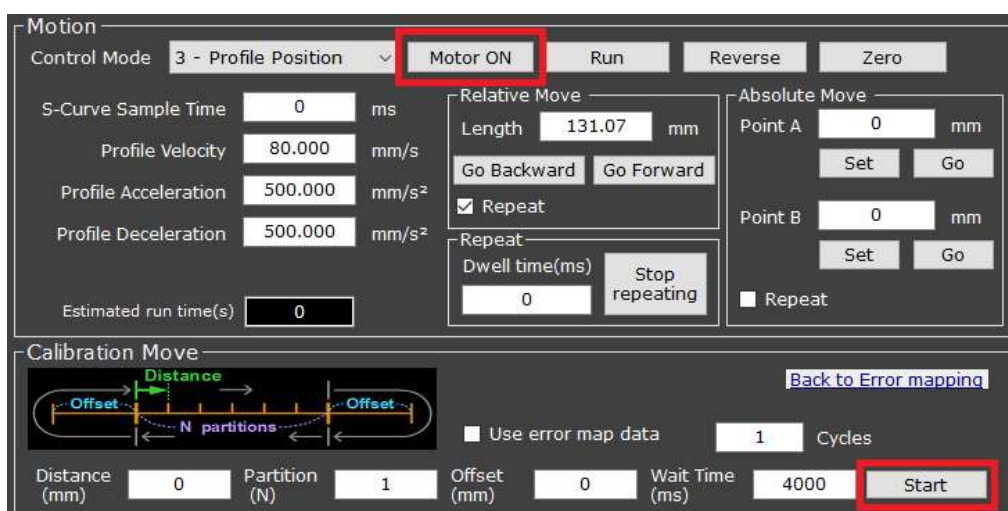 Motion
Control Mode 3 - Profile Position Motor ON Run Reverse Zero
S-Curve Sample Time 0 ms
Profile Velocity 80.000 mm/s
Profile Acceleration 500.000 mm/s²
Profile Deceleration 500.000 mm/s²
Estimated run time(s) 0
Relative Move
Length 131.07 mm
Go Backward Go Forward
Repeat
Repeat
Dwell time(ms)
0
Stop
repeating
Absolute Move
Point A 0 mm
Set Go
Point B 0 mm
Set Go
Repeat
Calibration Move
Distance
Offset Offset
N partitions
Back to Error mapping
Use error map data 1 Cycles
Distance
(mm)
0
Partition
(N)
1
Offset
(mm)
0
Wait Time
(ms)
4000
Start